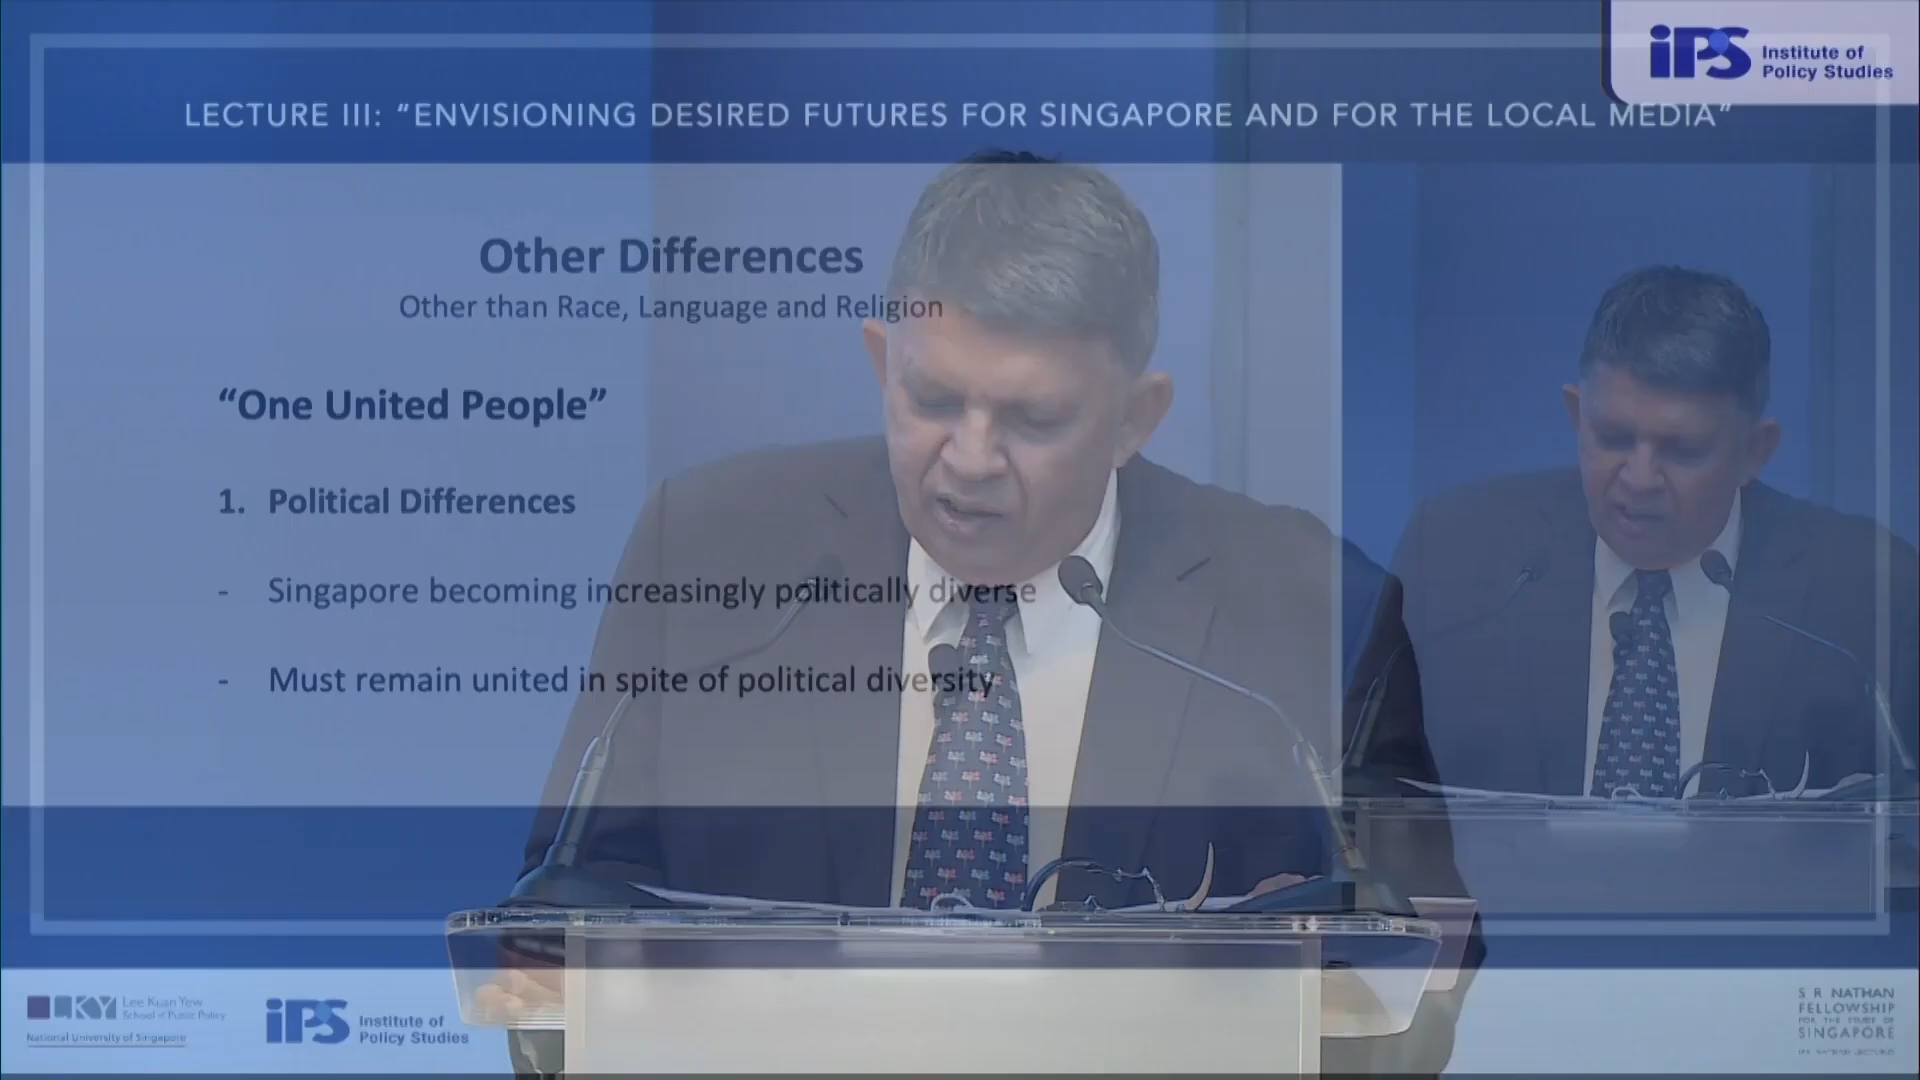 iPS Institute of
Policy Studies
LECTURE III: “ENVISIONING DESIRED FUTURES FOR SINGAPORE AND FOR THE LOCAL MEDIA”
Other Differences
Other than Race, Language and Religion
“One United People”
1. Political Differences
- Singapore becoming increasingly politically diverse
- Must remain united in spite of political diversity
LKY Lee Kuan Yew
School of Public Policy
National University of Singapore
iPS Institute of
Policy Studies
S R NATHAN
FELLOWSHIP
FOR THE STUDY OF
SINGAPORE